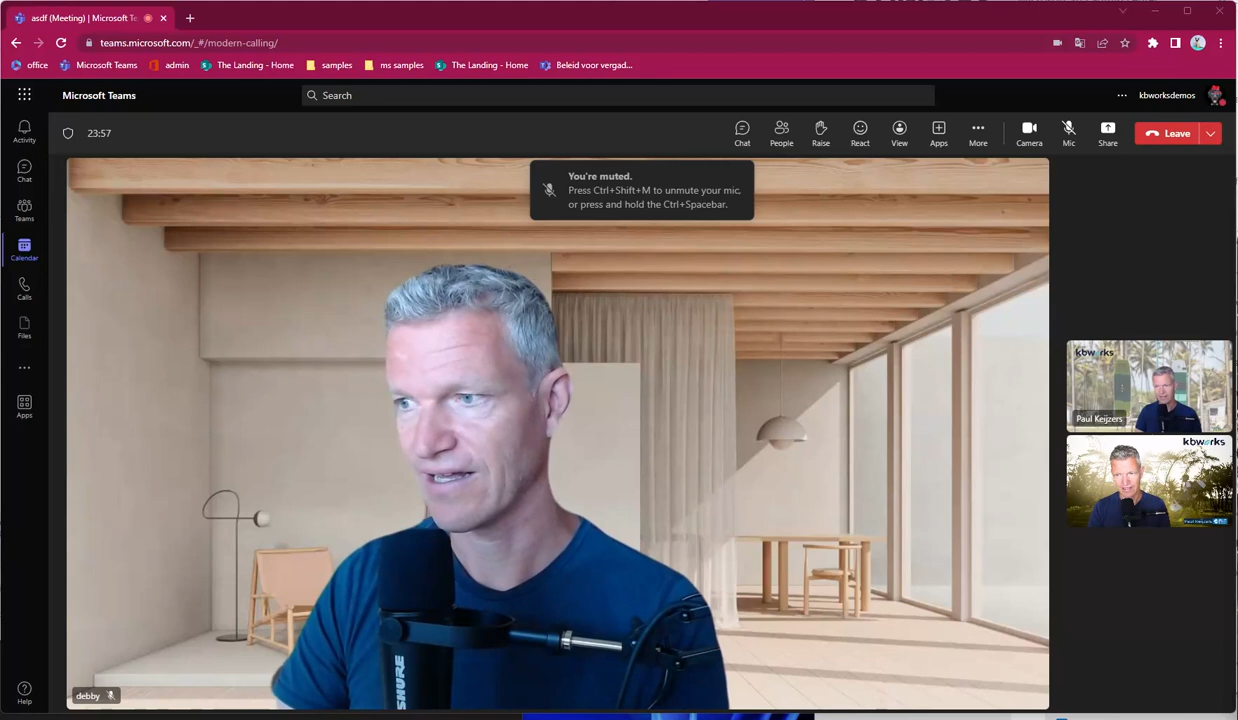 asdf (Meeting) | Microsoft Te
teams.microsoft.com/_#/modern-calling/
office
Microsoft Teams
admin
The Landing - Home
samples
ms samples
The Landing - Home
Beleid voor vergad...
Microsoft Teams
Search
kbworksdemos
23:57
Chat
People
Raise
React
View
Apps
More
Camera
Mic
Share
Leave
Activity
Chat
Teams
Calendar
Calls
Files
Apps
Help
You're muted.
Press Ctrl+Shift+M to unmute your mic,
or press and hold the Ctrl+Spacebar.
kbworks
Paul Keijzers
kbworks
Paul Keijzers
SHURE
debby